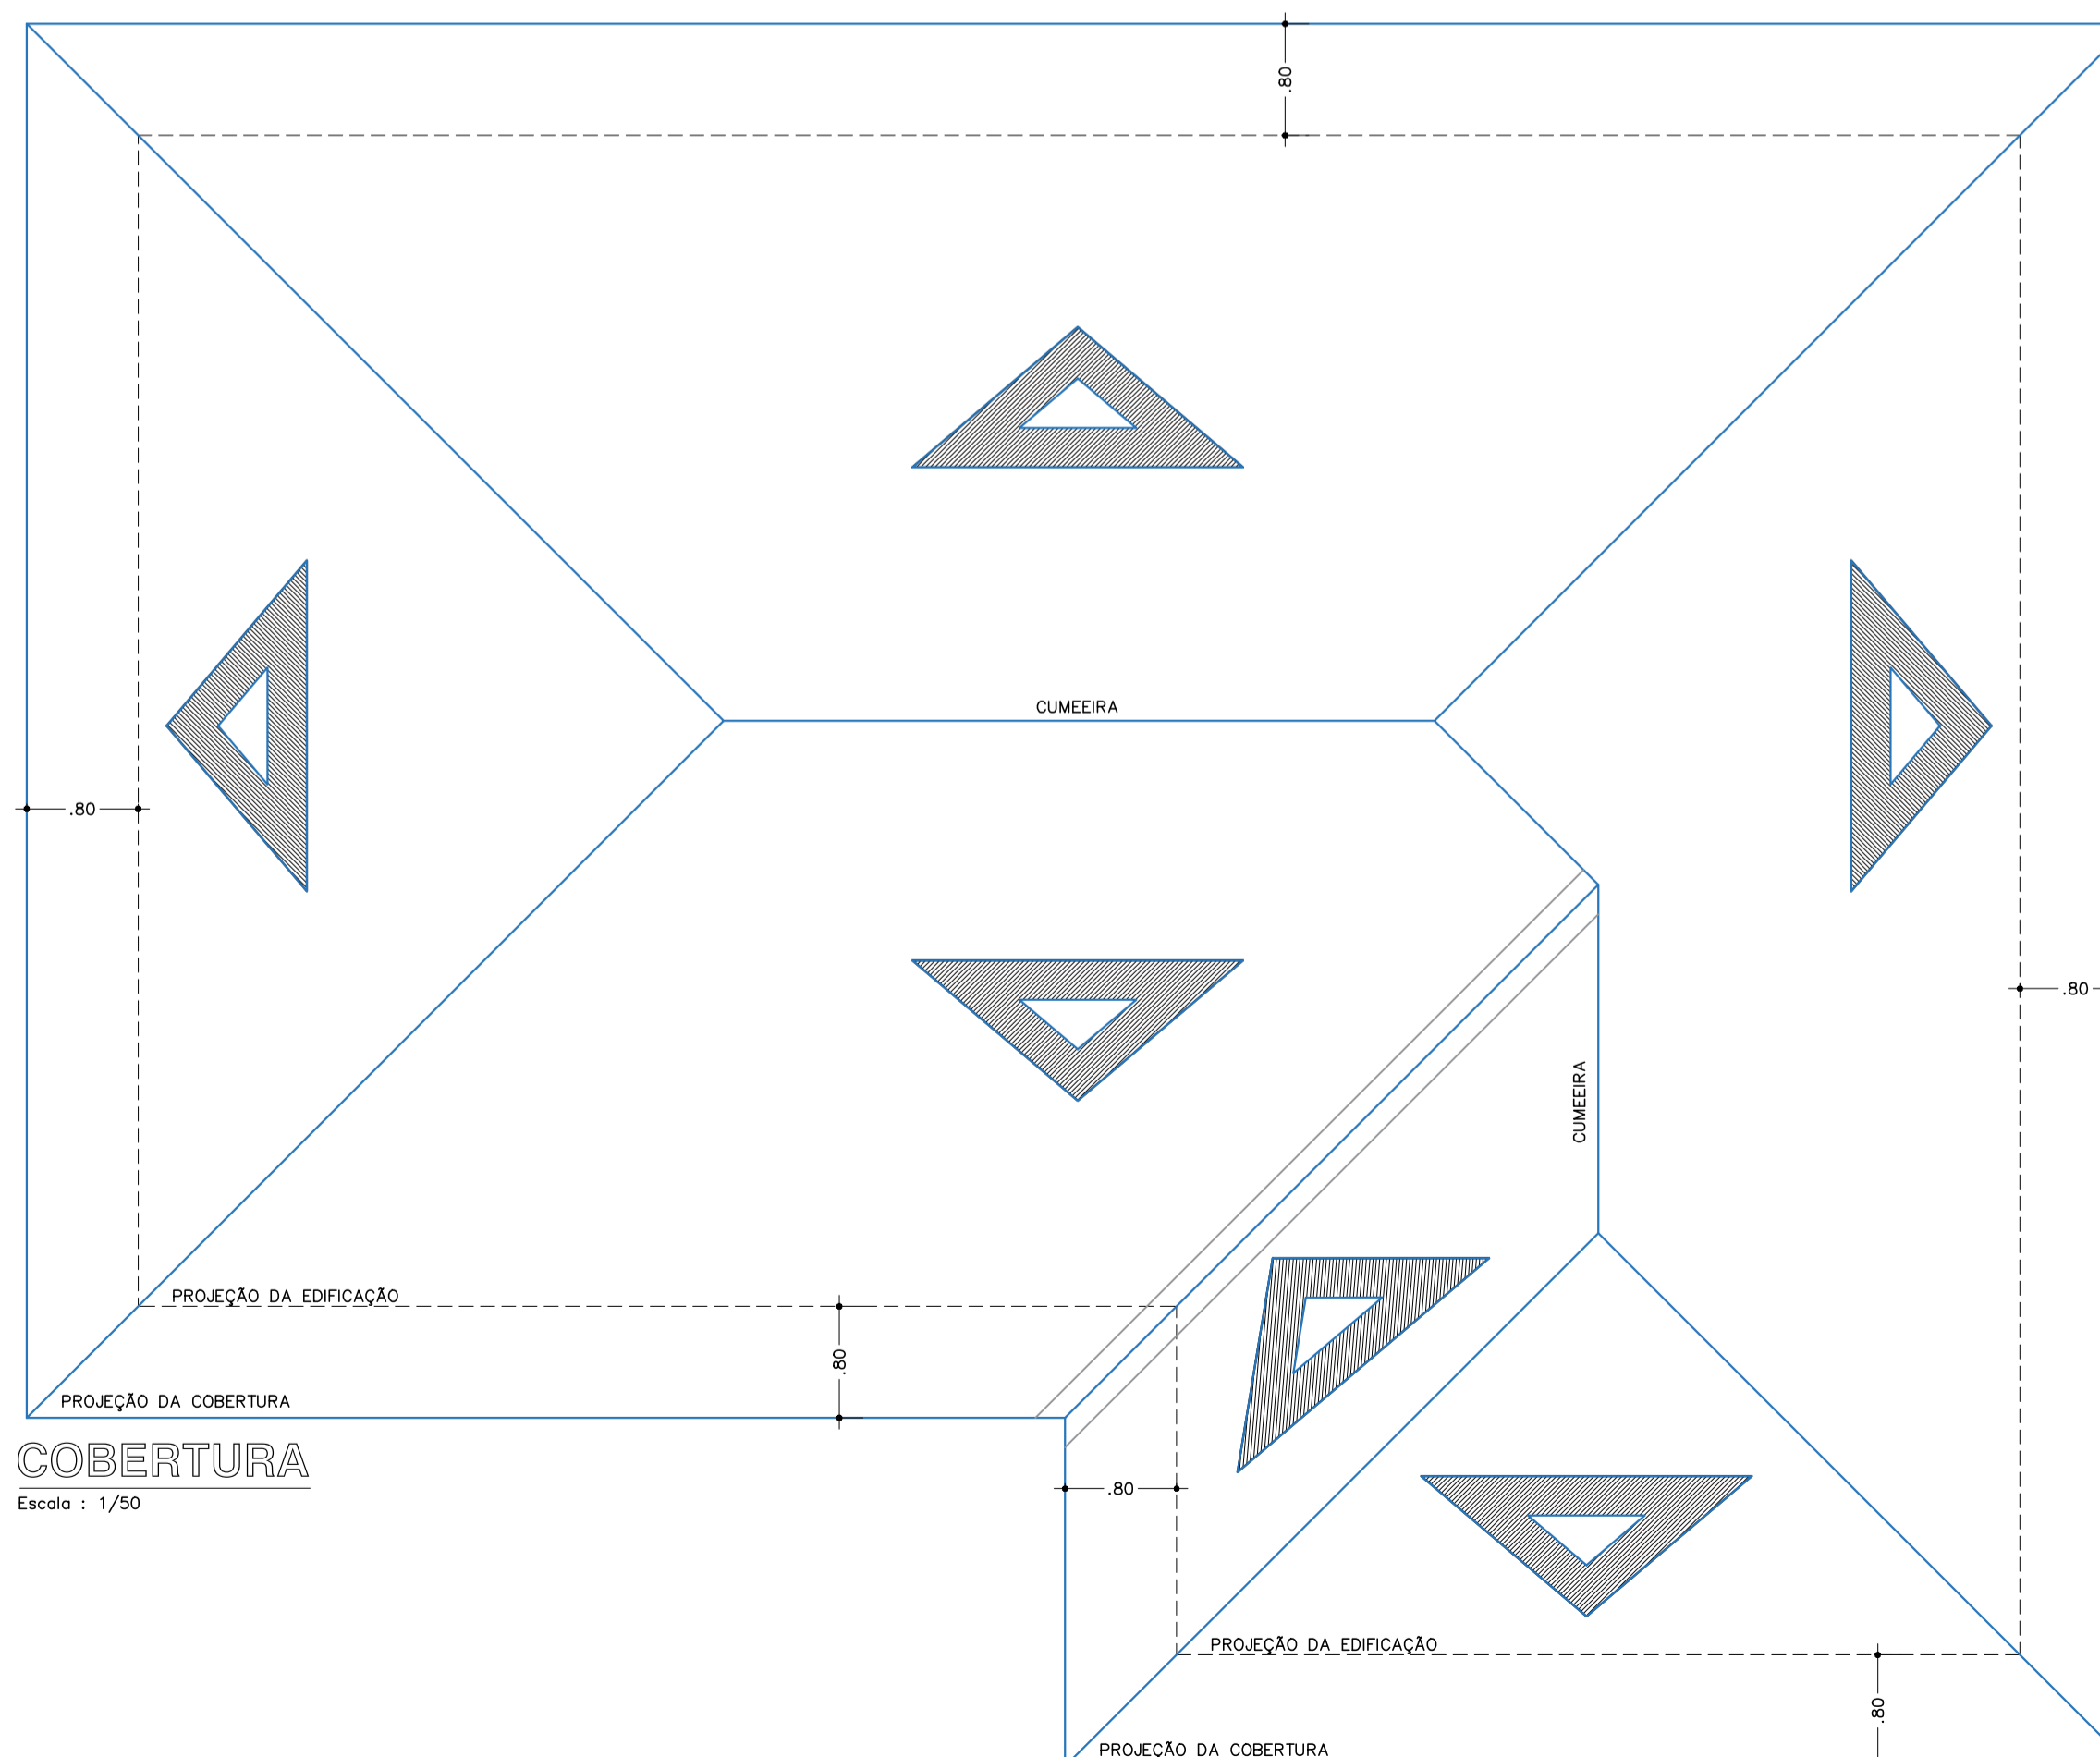 .80
CUMEEIRA
.80
.80
CUMEEIRA
PROJEÇÃO DA EDIFICAÇÃO
.80
PROJEÇÃO DA COBERTURA
COBERTURA
Escala : 1/50
.80
PROJEÇÃO DA EDIFICAÇÃO
.80
PROJEÇÃO DA COBERTURA